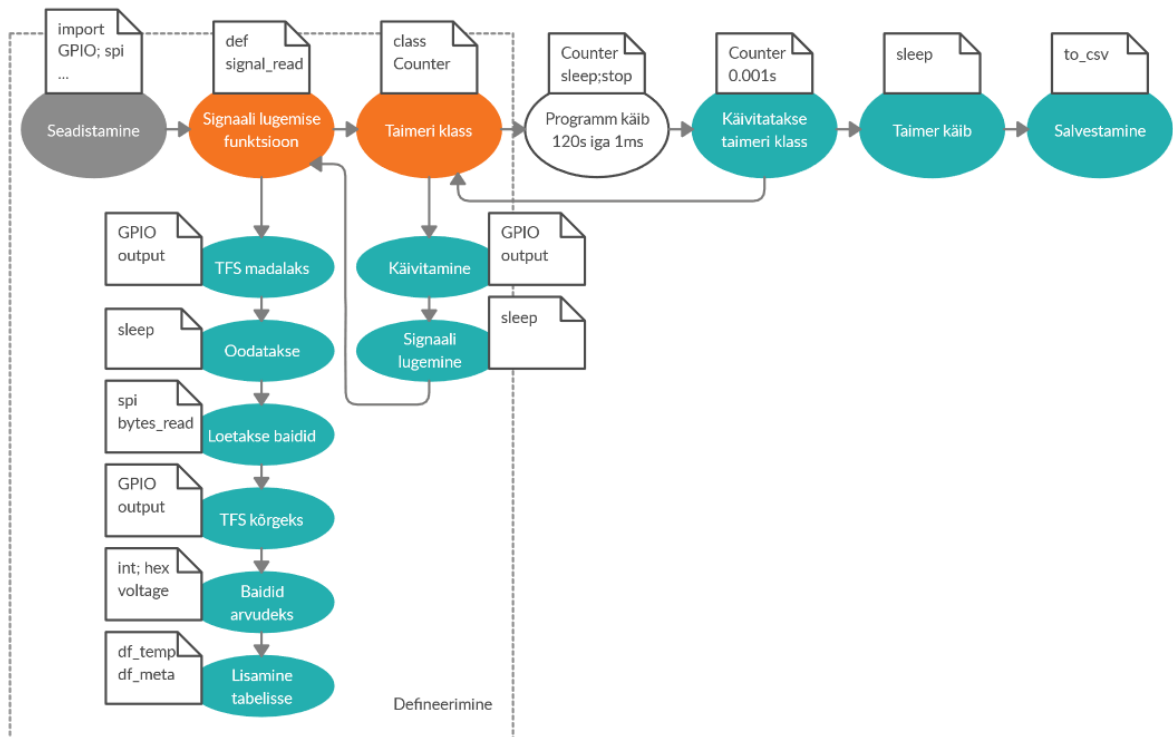 import
GPIO; spi
...
Seadistamine
def
signal_read
Signaali lugemise
funktsioon
class
Counter
Taimeri klass
Counter
sleep;stop
Programm käib
120s iga 1ms
Counter
0.001s
Käivitatakse
taimeri klass
sleep
Taimer käib
to_csv
Salvestamine
GPIO
output
TFS madalaks
sleep
Oodatakse
spi
bytes_read
Loetakse baidid
GPIO
output
TFS kõrgeks
int; hex
voltage
Baidid
arvudeks
df_temp
df_meta
Lisamine
tabelisse
Käivitamine
GPIO
output
Signaali
lugemine
sleep
Defineerimine